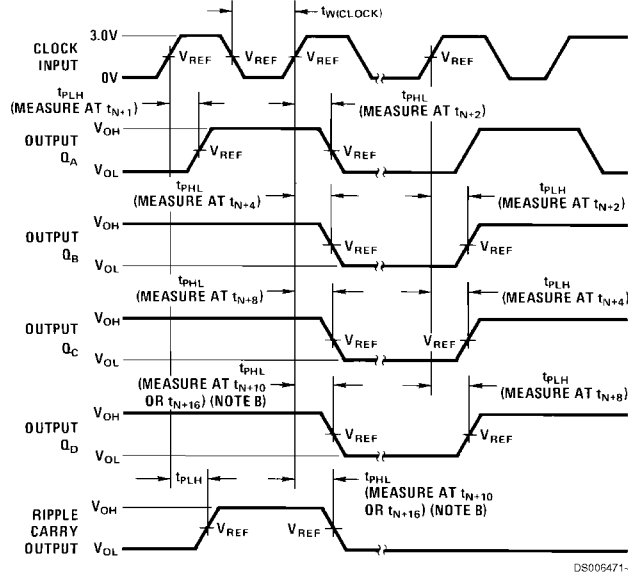 tW(CLOCK)
3.0V
CLOCK
INPUT
VREF
VREF
VREF
VREF
0V
tPLH
(MEASURE AT tN+1)
tPHL
(MEASURE AT tN+2)
VOH
OUTPUT
QA
VREF
VREF
VOL
tPHL
(MEASURE AT tN+4)
tPLH
(MEASURE AT tN+2)
VOH
OUTPUT
QB
VREF
VREF
VOL
tPHL
(MEASURE AT tN+8)
tPLH
(MEASURE AT tN+4)
VOH
OUTPUT
QC
VREF
VREF
VOL
tPHL
(MEASURE AT tN+10
OR tN+16) (NOTE B)
tPLH
(MEASURE AT tN+8)
VOH
OUTPUT
QD
VREF
VREF
VOL
tPLH
tPHL
(MEASURE AT tN+10
OR tN+16) (NOTE B)
VOH
RIPPLE
CARRY
OUTPUT
VREF
VREF
VOL
DS006471-